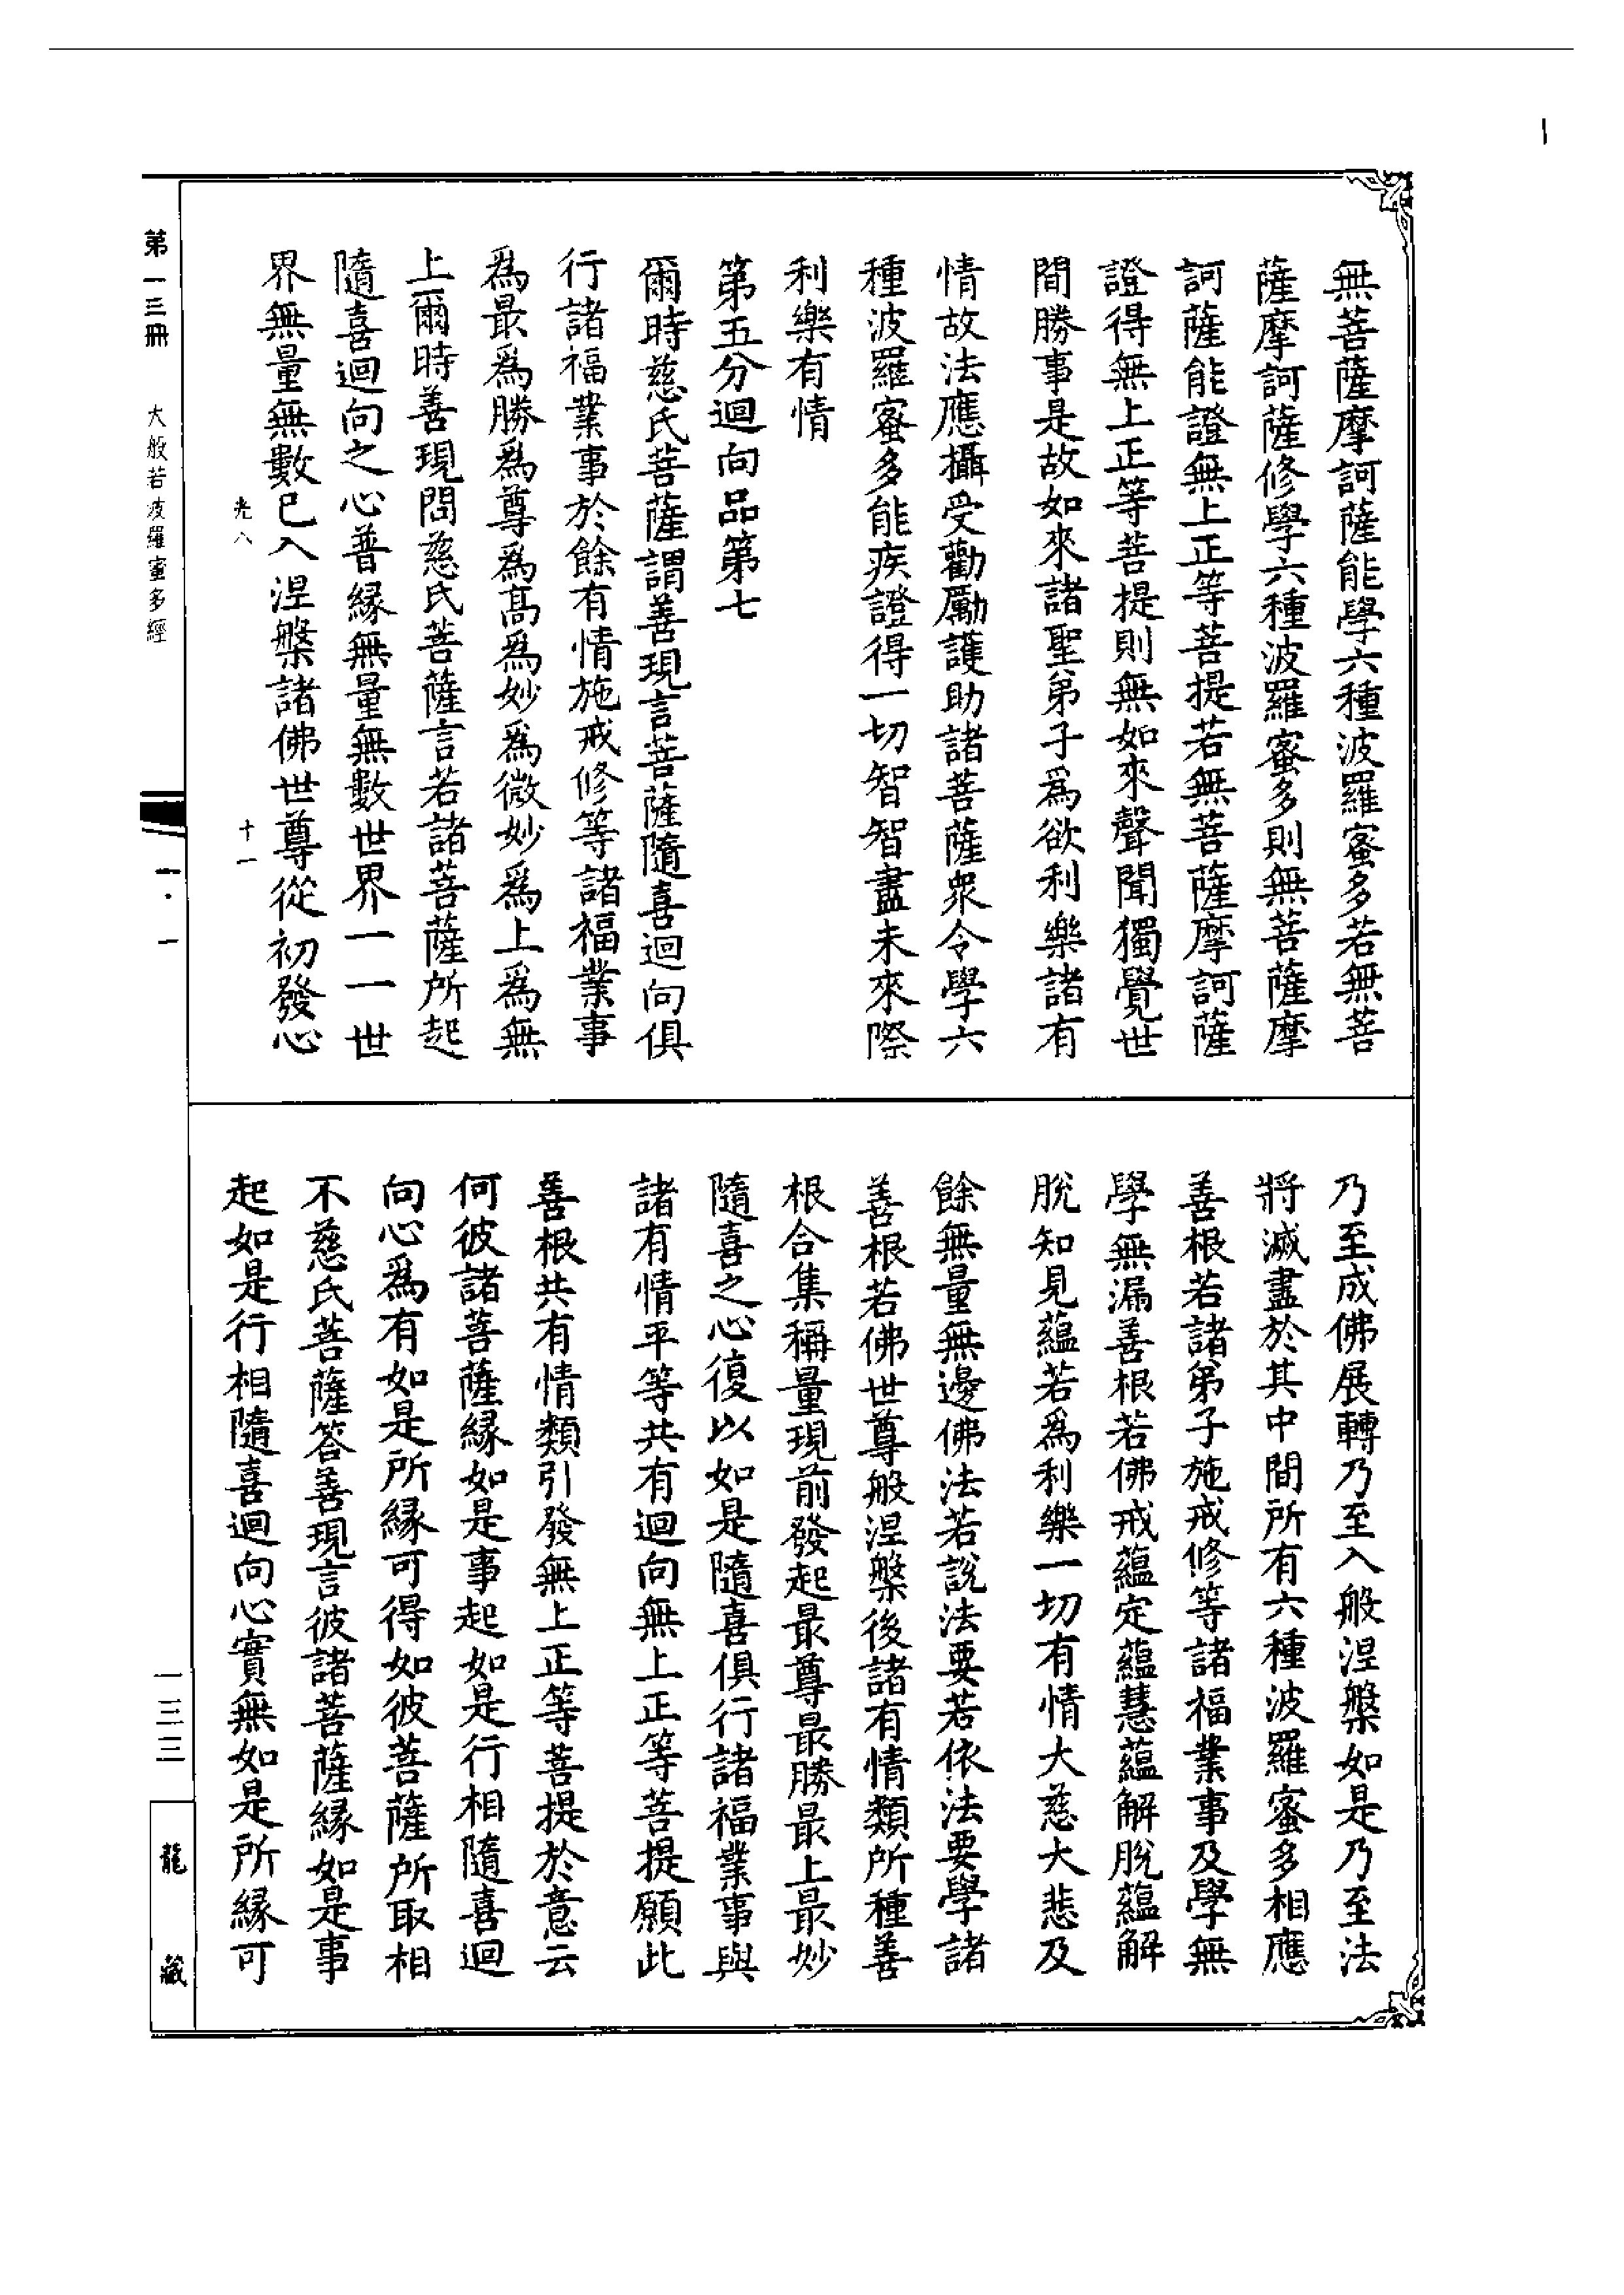 無菩薩摩訶薩能學六種波羅蜜多若無菩
薩摩訶薩修學六種波羅蜜多則無菩薩摩
訶薩能證無上正等菩提若無菩薩摩訶薩
證得無上正等菩提則無如來聲聞獨覺世
間勝事是故如來諸聖弟子爲欲利樂諸有
情故法應攝受勸勵護助諸菩薩衆令學六
種波羅蜜多能疾證得一切智智盡未來際
利樂有情
第五分迴向品第七
爾時慈氏菩薩謂善現言菩薩隨喜迴向俱
行諸福業事於餘有情施戒修等諸福業事
爲最爲勝爲尊爲高爲妙爲微妙爲上爲無
上爾時善現問慈氏菩薩言若諸菩薩所起
隨喜迴向之心普緣無量無數世界一一世
界無量無數已入涅槃諸佛世尊從初發心
光八 十一
乃至成佛展轉乃至入般涅槃如是乃至法
將滅盡於其中間所有六種波羅蜜多相應
善根若諸弟子施戒修等諸福業事及學無
學無漏善根若佛戒蘊定蘊慧蘊解脫蘊解
脫知見蘊若爲利樂一切有情大慈大悲及
餘無量無邊佛法若說法要若依法要學諸
善根若佛世尊般涅槃後諸有情類所種善
根合集稱量現前發起最尊最勝最上最妙
隨喜之心復以如是隨喜俱行諸福業事與
諸有情平等共有迴向無上正等菩提願此
善根共有情類引發無上正等菩提於意云
何彼諸菩薩緣如是事起如是行相隨喜迴
向心爲有如是所緣可得如彼菩薩所取相
不慈氏菩薩答善現言彼諸菩薩緣如是事
起如是行相隨喜迴向心實無如是所緣可
第一三冊 大般若波羅蜜多經 一·一
一三三 龍藏